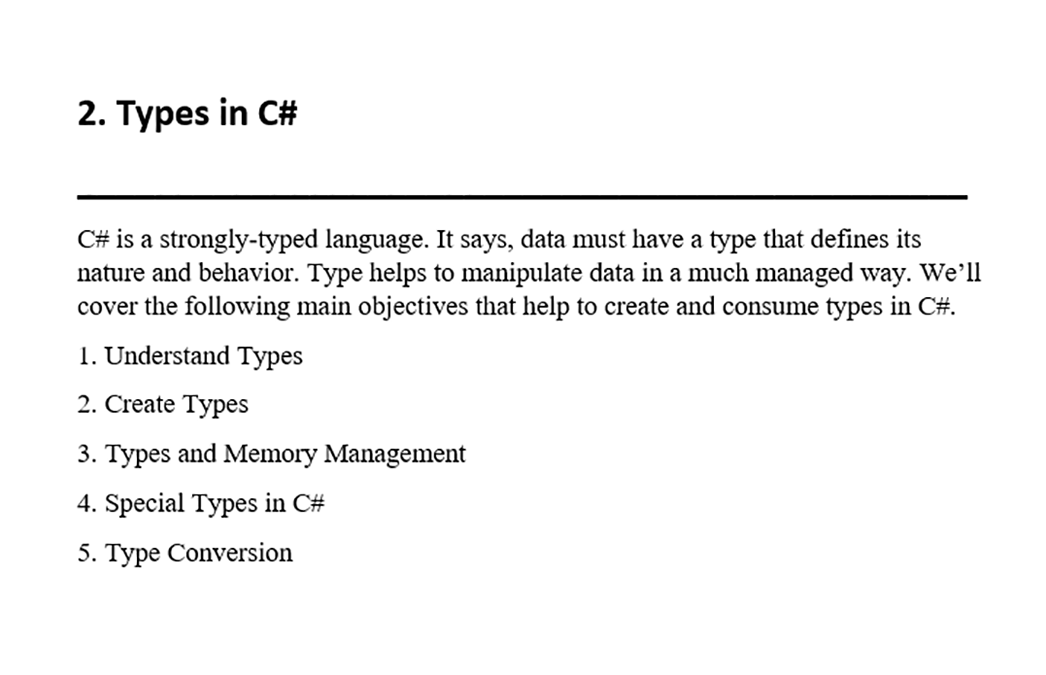 2. Types in C#
C# is a strongly-typed language. It says, data must have a type that defines its
nature and behavior. Type helps to manipulate data in a much managed way. We’ll
cover the following main objectives that help to create and consume types in C#.
1. Understand Types
2. Create Types
3. Types and Memory Management
4. Special Types in C#
5. Type Conversion